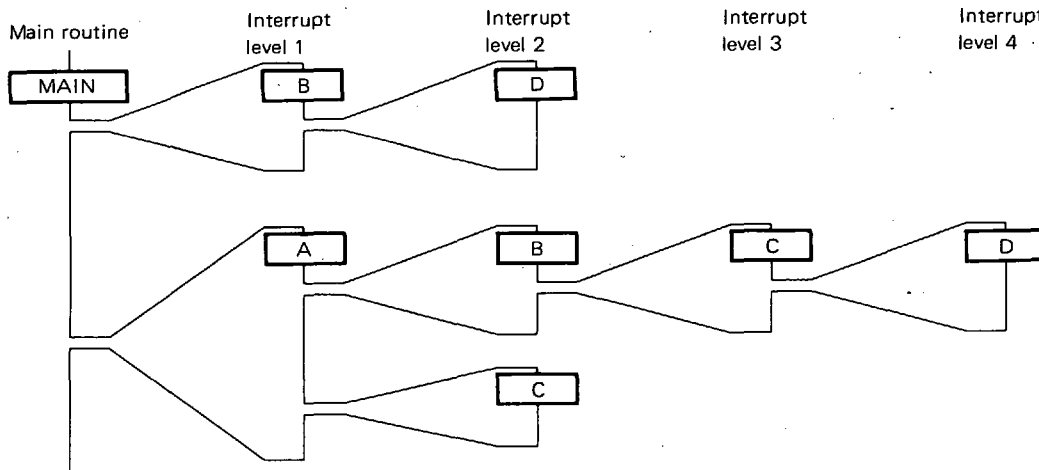 Main routine
Interrupt
level 1
Interrupt
level 2
Interrupt
level 3
Interrupt
level 4
MAIN
B
D
A
B
C
D
C